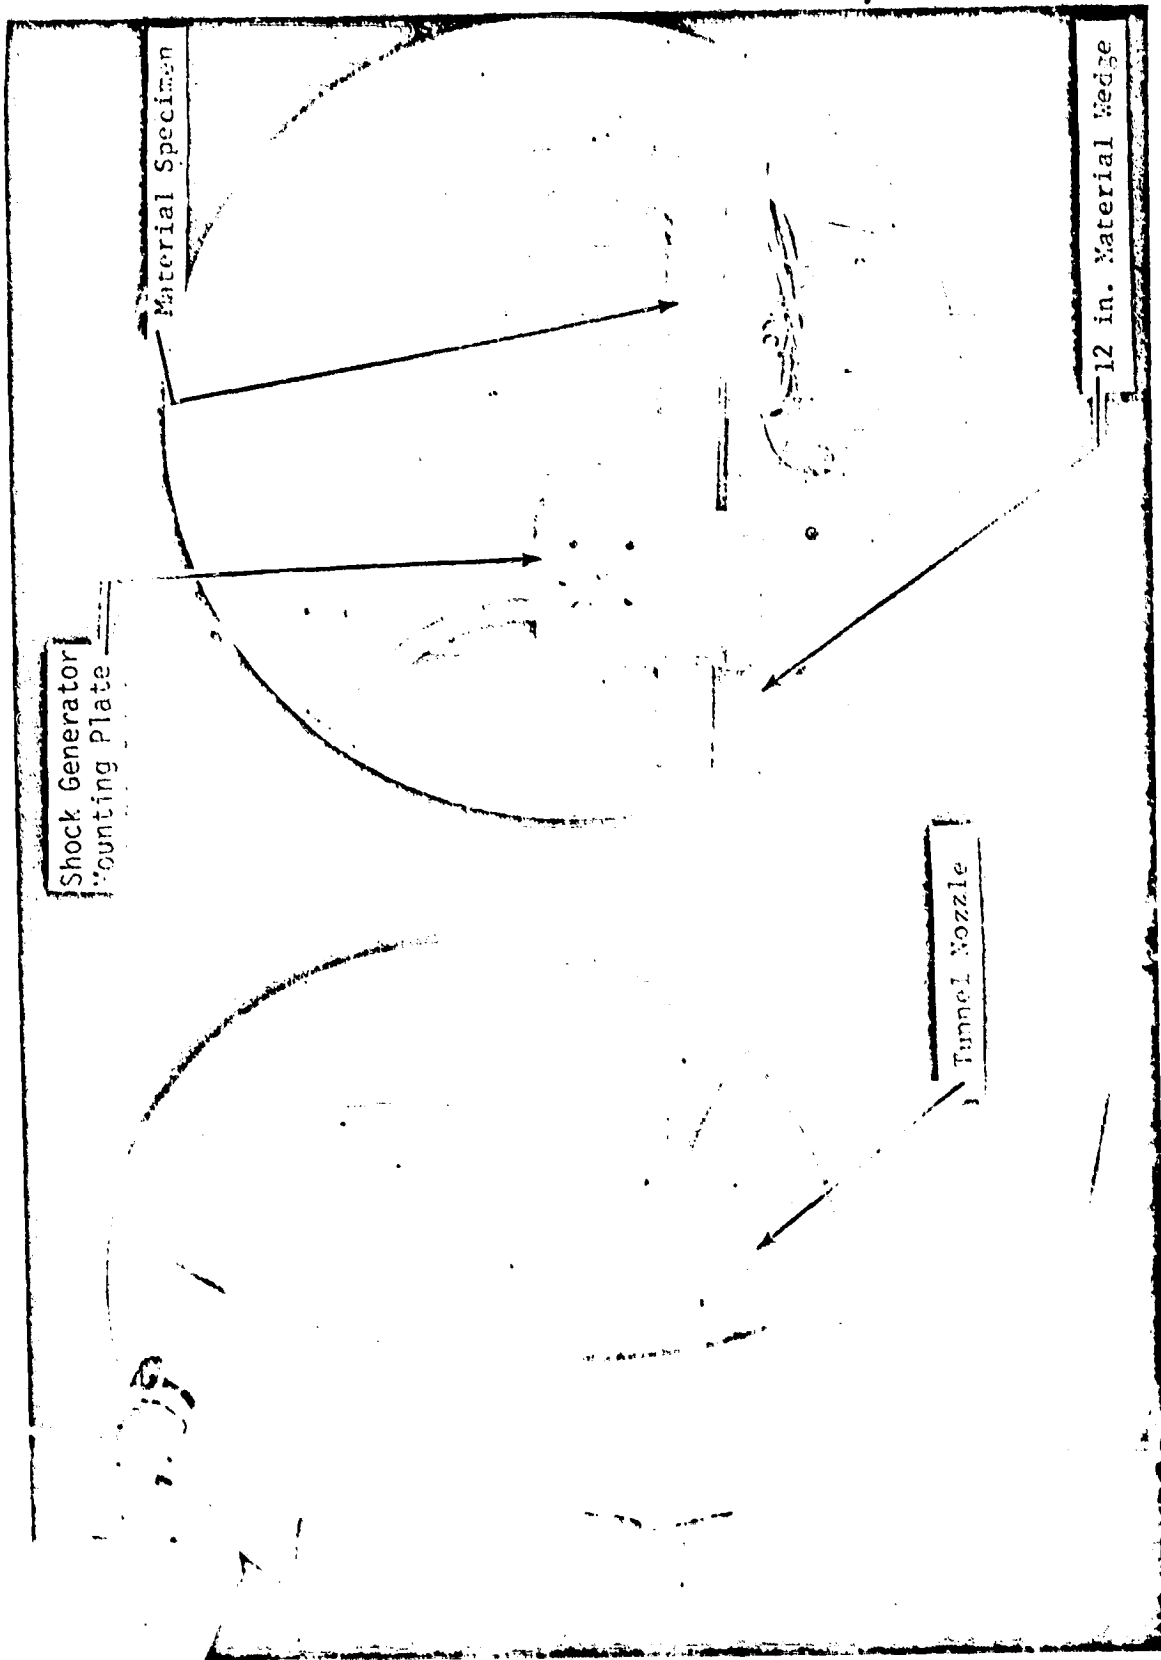 Shock Generator
Mounting Plate
Material Specimen
Tunnel Nozzle
12 in. Material Wedge